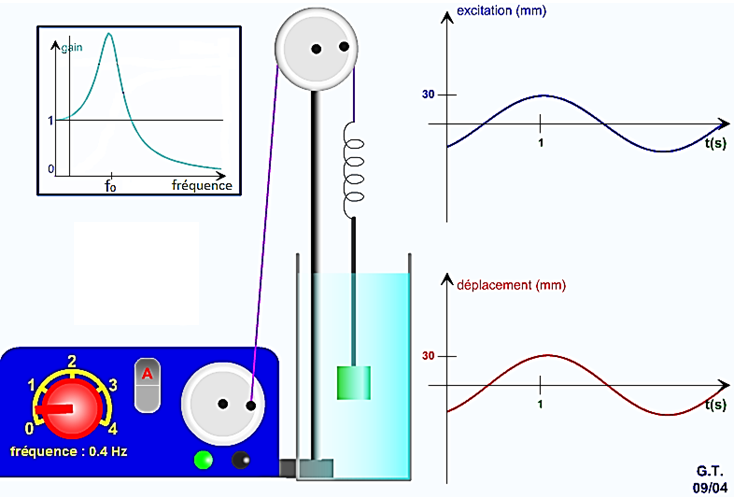 gain
1
0
f₀
fréquence
excitation (mm)
30
1
t(s)
déplacement (mm)
30
1
t(s)
0
1
2
3
4
A
fréquence : 0.4 Hz
G.T.
09/04